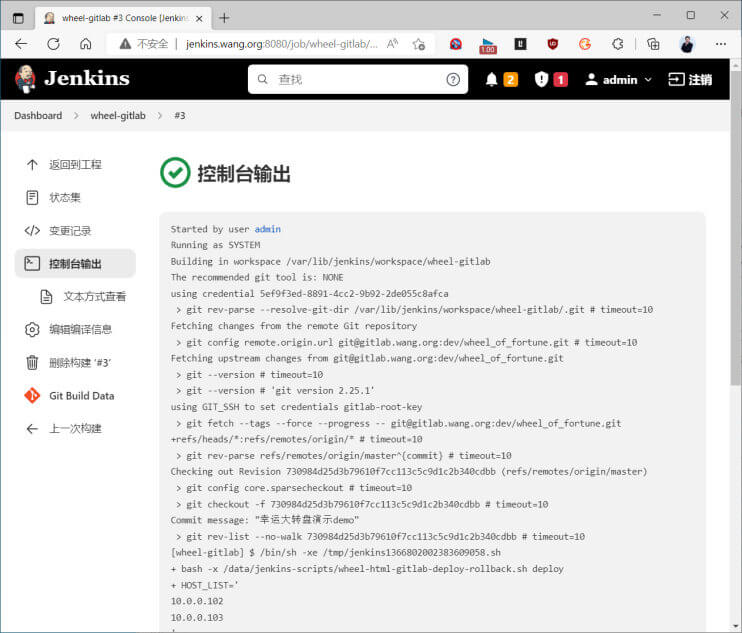 wheel-gitlab #3 Console [Jenkins
不安全 | jenkins.wang.org:8080/job/wheel-gitlab/...
1.00
Jenkins
查找
2
1
admin
注销
Dashboard > wheel-gitlab > #3
返回到工程
状态集
变更记录
控制台输出
文本方式查看
编辑编译信息
删除构建 '#3'
Git Build Data
上一次构建
控制台输出
Started by user admin
Running as SYSTEM
Building in workspace /var/lib/jenkins/workspace/wheel-gitlab
The recommended git tool is: NONE
using credential 5ef9f3ed-8891-4cc2-9b92-2de055c8afca
> git rev-parse --resolve-git-dir /var/lib/jenkins/workspace/wheel-gitlab/.git # timeout=10
Fetching changes from the remote Git repository
> git config remote.origin.url git@gitlab.wang.org:dev/wheel_of_fortune.git # timeout=10
Fetching upstream changes from git@gitlab.wang.org:dev/wheel_of_fortune.git
> git --version # timeout=10
> git --version # 'git version 2.25.1'
using GIT_SSH to set credentials gitlab-root-key
> git fetch --tags --force --progress -- git@gitlab.wang.org:dev/wheel_of_fortune.git
+refs/heads/*:refs/remotes/origin/* # timeout=10
> git rev-parse refs/remotes/origin/master^{commit} # timeout=10
Checking out Revision 730984d25d3b79610f7cc113c5c9d1c2b340cdbb (refs/remotes/origin/master)
> git config core.sparsecheckout # timeout=10
> git checkout -f 730984d25d3b79610f7cc113c5c9d1c2b340cdbb # timeout=10
Commit message: "幸运大转盘演示demo"
> git rev-list --no-walk 730984d25d3b79610f7cc113c5c9d1c2b340cdbb # timeout=10
[wheel-gitlab] $ /bin/sh -xe /tmp/jenkins1366802002383609058.sh
+ bash -x /data/jenkins-scripts/wheel-html-gitlab-deploy-rollback.sh deploy
+ HOST_LIST='
10.0.0.102
10.0.0.103
'